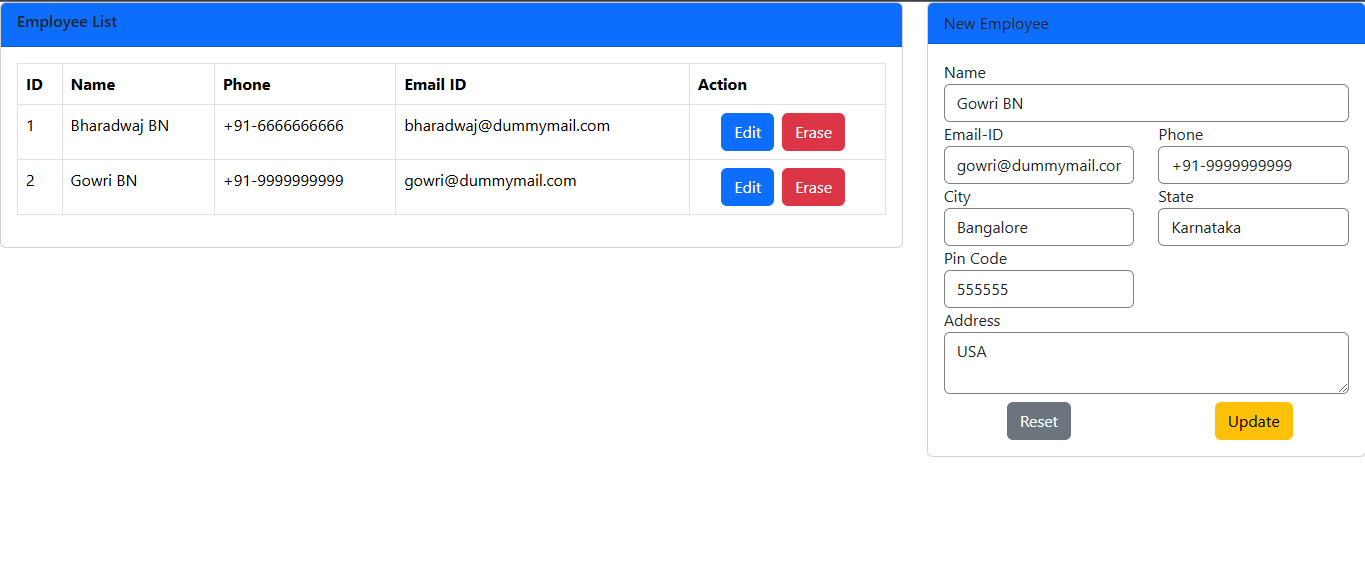 Employee List
ID Name Phone Email ID Action
1 Bharadwaj BN +91-6666666666 bharadwaj@dummymail.com Edit Erase
2 Gowri BN +91-9999999999 gowri@dummymail.com Edit Erase
New Employee
Name
Gowri BN
Email-ID Phone
gowri@dummymail.cor +91-9999999999
City State
Bangalore Karnataka
Pin Code
555555
Address
USA
Reset Update